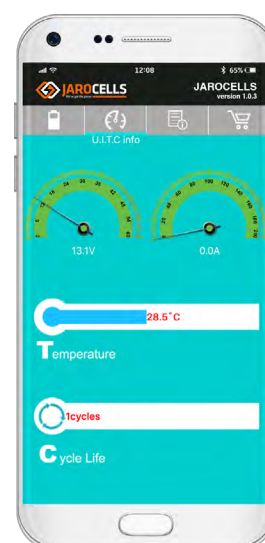 12:08
65%
JAROCELLS
JAROCELLS
version 1.0.3
U.I.T.C info
13.1V
0.0A
28.5°C
Temperature
1cycles
Cycle Life